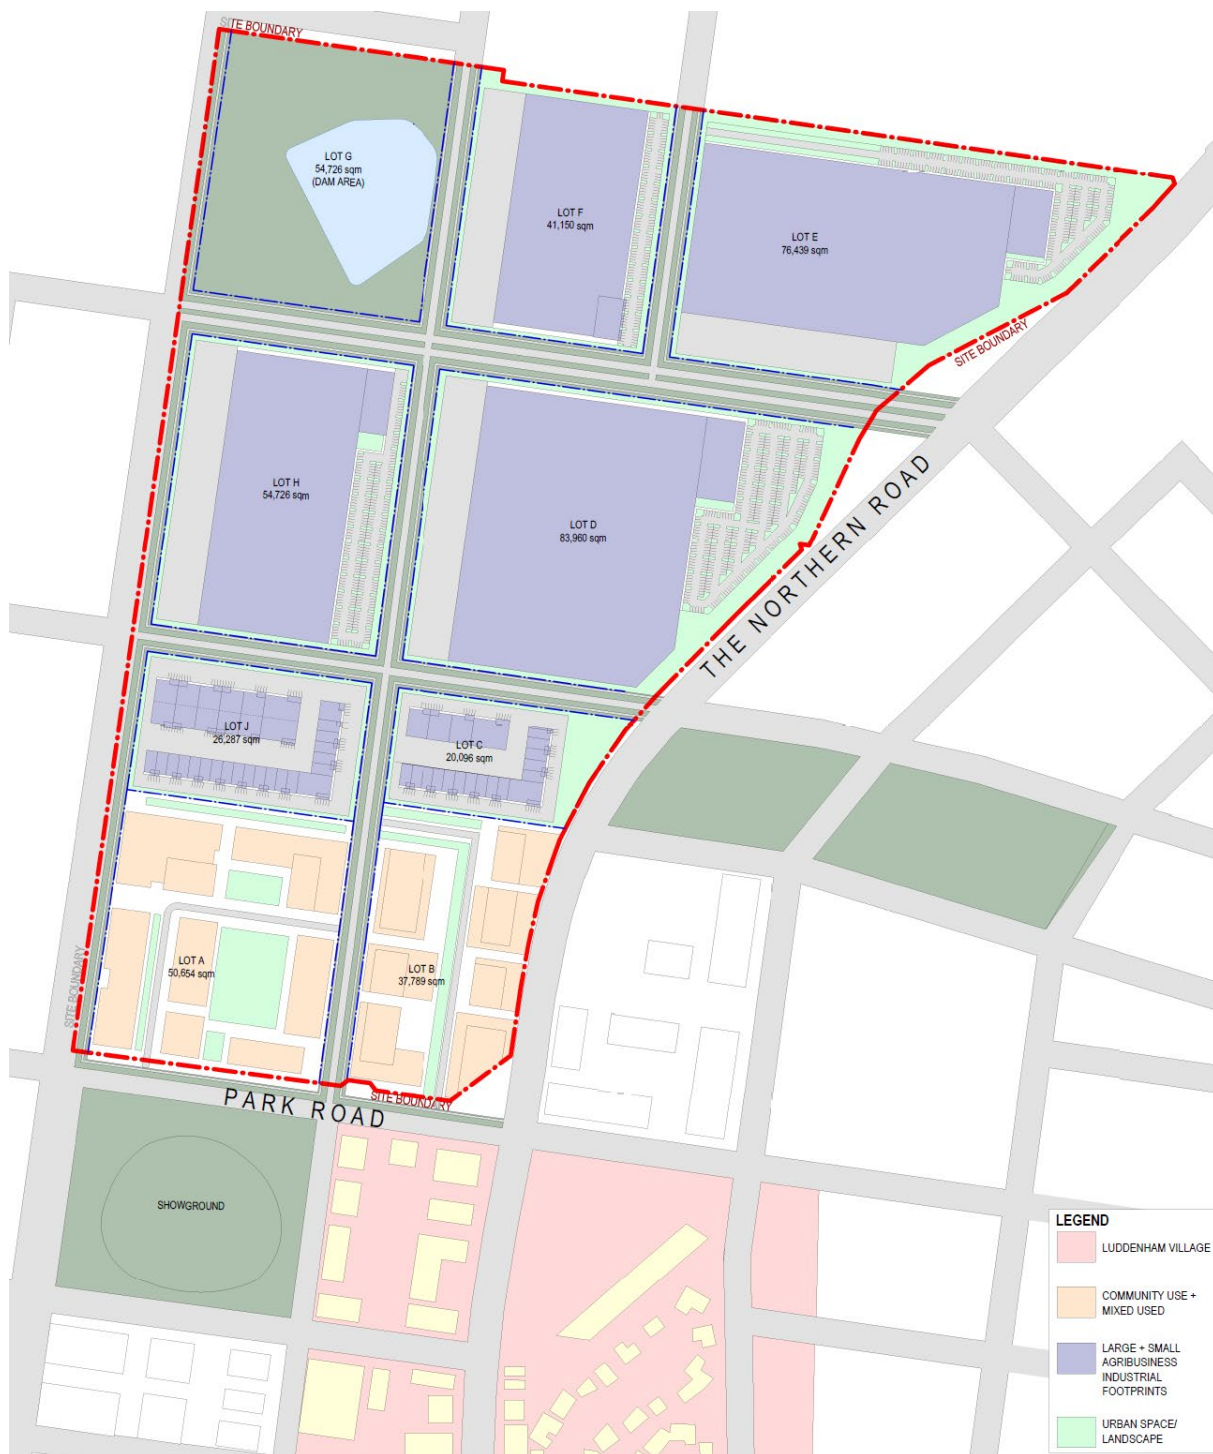 SITE BOUNDARY
LOT G
54,726 sqm
(DAM AREA)
LOT F
41,150 sqm
LOT E
76,439 sqm
SITE BOUNDARY
LOT H
54,726 sqm
LOT D
83,960 sqm
THE NORTHERN ROAD
LOT J
26,287 sqm
LOT C
20,096 sqm
LOT A
50,654 sqm
LOT B
37,789 sqm
SITE BOUNDARY
SITE BOUNDARY
PARK ROAD
SHOWGROUND
LEGEND
LUDDENHAM VILLAGE
COMMUNITY USE +
MIXED USED
LARGE + SMALL
AGRIBUSINESS
INDUSTRIAL
FOOTPRINTS
URBAN SPACE/
LANDSCAPE